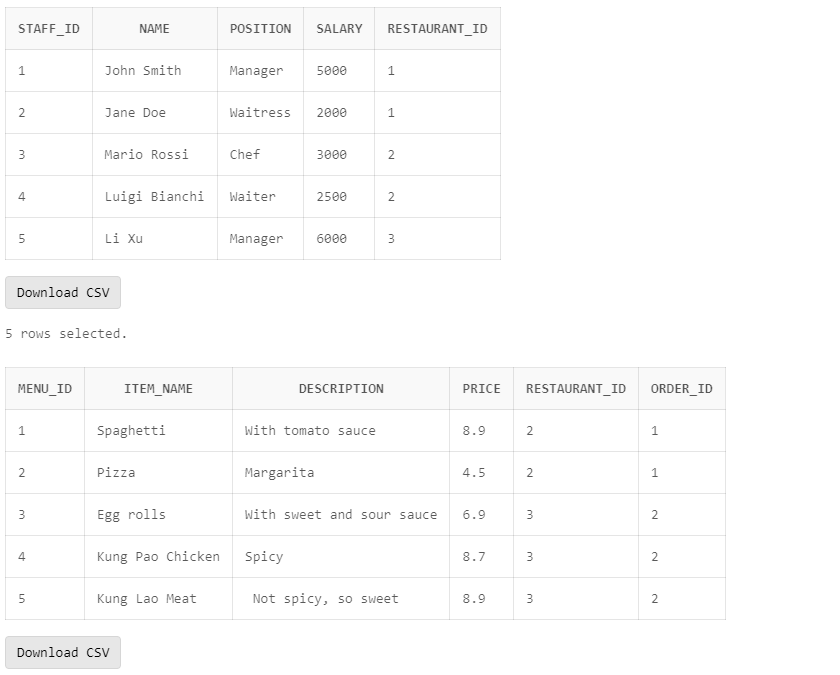 STAFF_ID NAME POSITION SALARY RESTAURANT_ID
1 John Smith Manager 5000 1
2 Jane Doe Waitress 2000 1
3 Mario Rossi Chef 3000 2
4 Luigi Bianchi Waiter 2500 2
5 Li Xu Manager 6000 3
Download CSV
5 rows selected.
MENU_ID ITEM_NAME DESCRIPTION PRICE RESTAURANT_ID ORDER_ID
1 Spaghetti With tomato sauce 8.9 2 1
2 Pizza Margarita 4.5 2 1
3 Egg rolls With sweet and sour sauce 6.9 3 2
4 Kung Pao Chicken Spicy 8.7 3 2
5 Kung Lao Meat Not spicy, so sweet 8.9 3 2
Download CSV